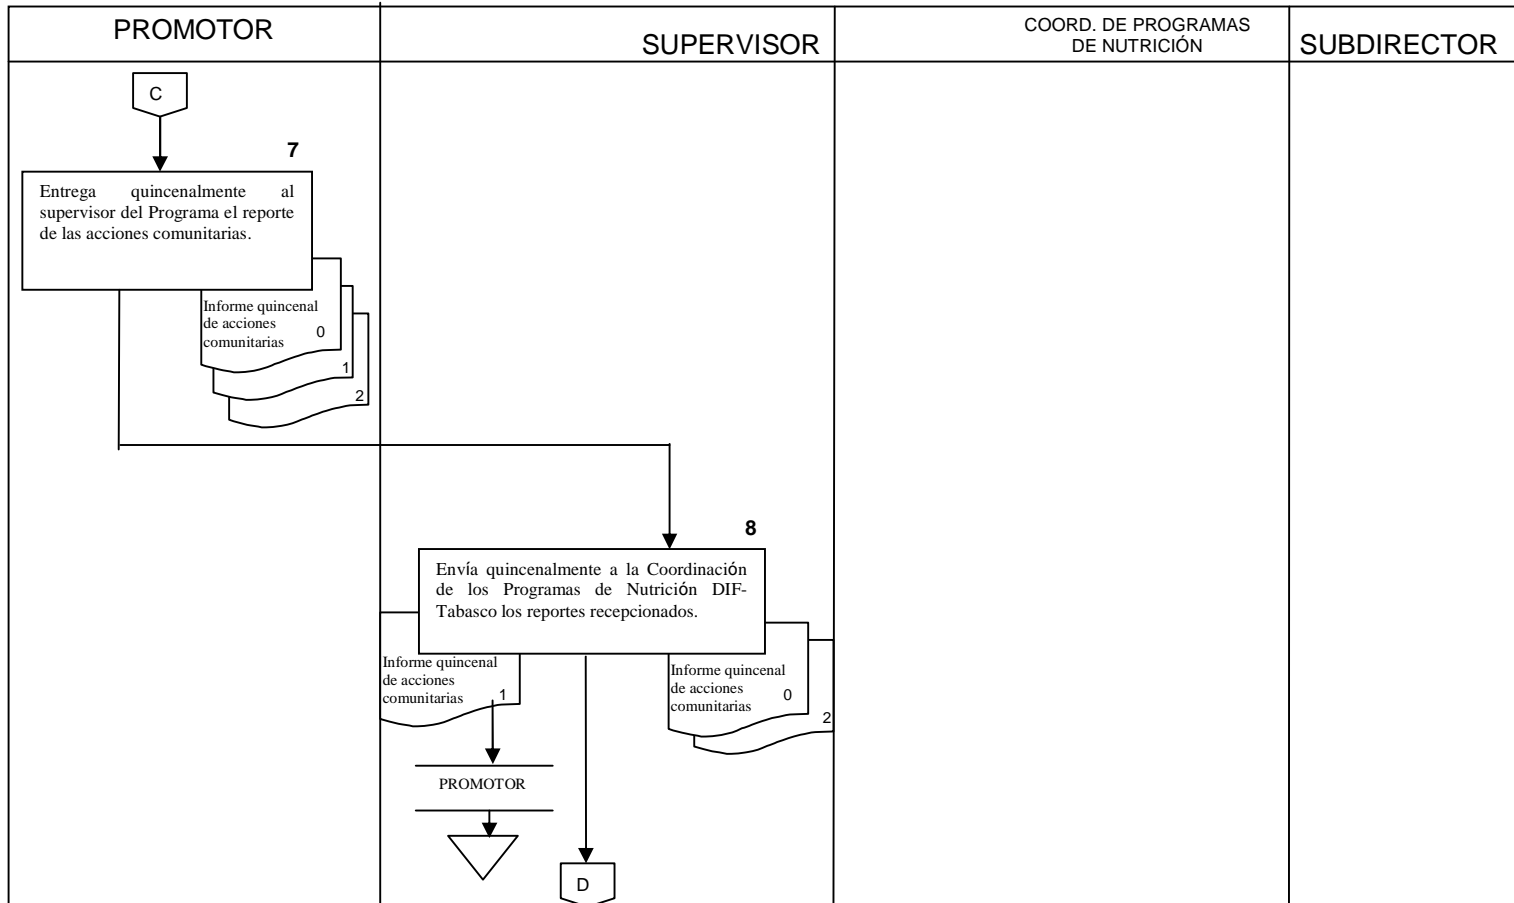 PROMOTOR
SUPERVISOR
COORD. DE PROGRAMAS
DE NUTRICIÓN
SUBDIRECTOR
C
7
Entrega quincenalmente al
supervisor del Programa el reporte
de las acciones comunitarias.
Informe quincenal
de acciones
comunitarias
0
1
2
8
Envía quincenalmente a la Coordinación
de los Programas de Nutrición DIF-
Tabasco los reportes recepcionados.
Informe quincenal
de acciones
comunitarias
1
Informe quincenal
de acciones
comunitarias
0
2
PROMOTOR
D